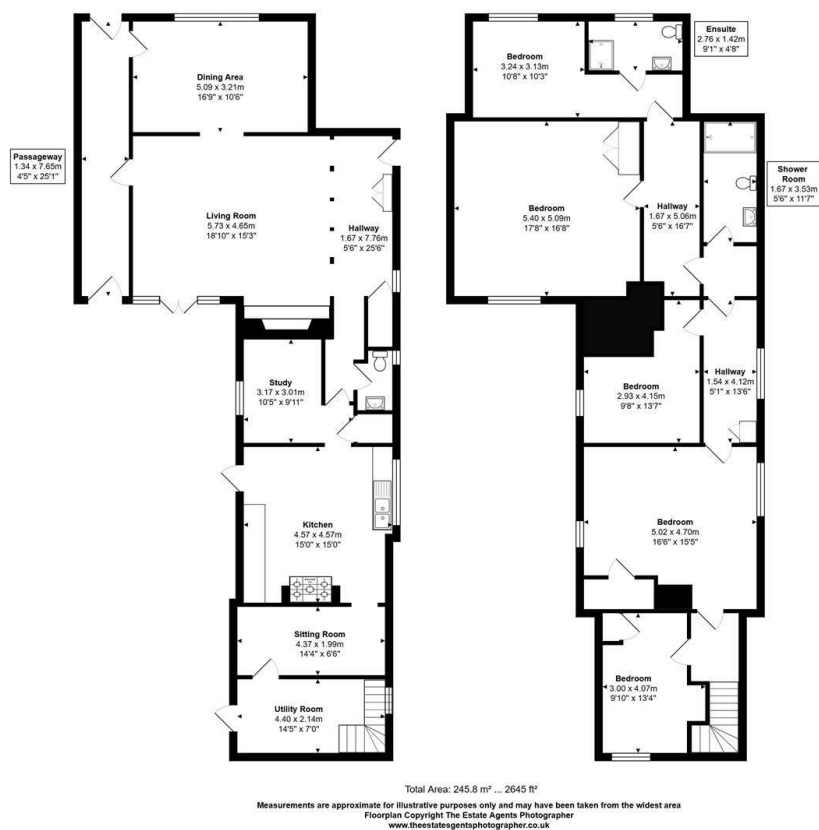 Dining Area
5.09 x 3.21m
16'9" x 10'6"
Passageway
1.34 x 7.65m
4'5" x 25'1"
Living Room
5.73 x 4.65m
18'10" x 15'3"
Hallway
1.67 x 7.76m
5'6" x 25'6"
Study
3.17 x 3.01m
10'5" x 9'11"
Kitchen
4.57 x 4.57m
15'0" x 15'0"
Sitting Room
4.37 x 1.99m
14'4" x 6'6"
Utility Room
4.40 x 2.14m
14'5" x 7'0"
Bedroom
3.24 x 3.13m
10'8" x 10'3"
Ensuite
2.76 x 1.42m
9'1" x 4'8"
Bedroom
5.40 x 5.09m
17'8" x 16'8"
Hallway
1.67 x 5.06m
5'6" x 16'7"
Shower
Room
1.67 x 3.53m
5'6" x 11'7"
Bedroom
2.93 x 4.15m
9'8" x 13'7"
Hallway
1.54 x 4.12m
5'1" x 13'6"
Bedroom
5.02 x 4.70m
16'6" x 15'5"
Bedroom
3.00 x 4.07m
9'10" x 13'4"
Total Area: 245.8 m² ... 2645 ft²
Measurements are approximate for illustrative purposes only and may have been taken from the widest area
Floorplan Copyright The Estate Agents Photographer
www.theestatesgentsphotographer.co.uk